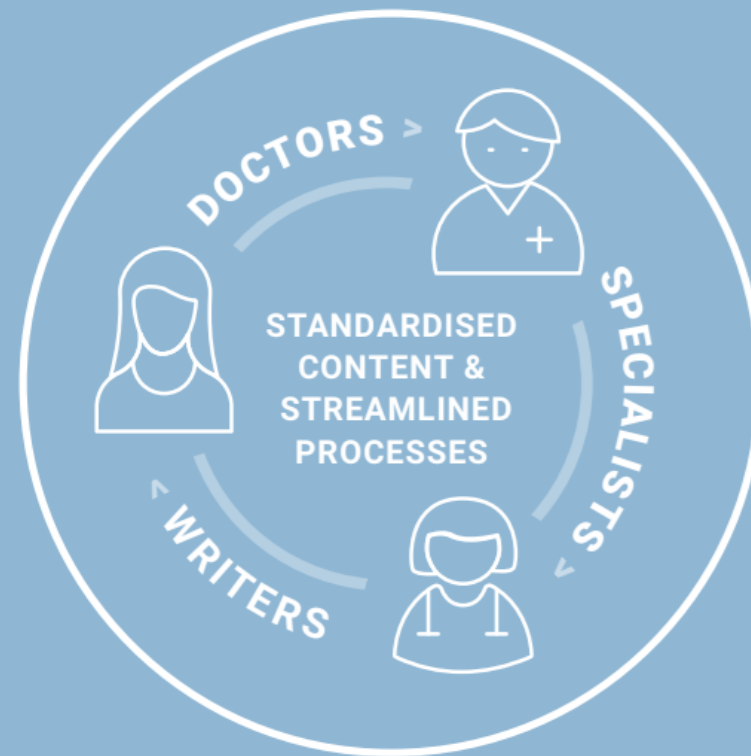 DOCTORS >
SPECIALISTS >
< WRITERS
STANDARDISED
CONTENT &
STREAMLINED
PROCESSES